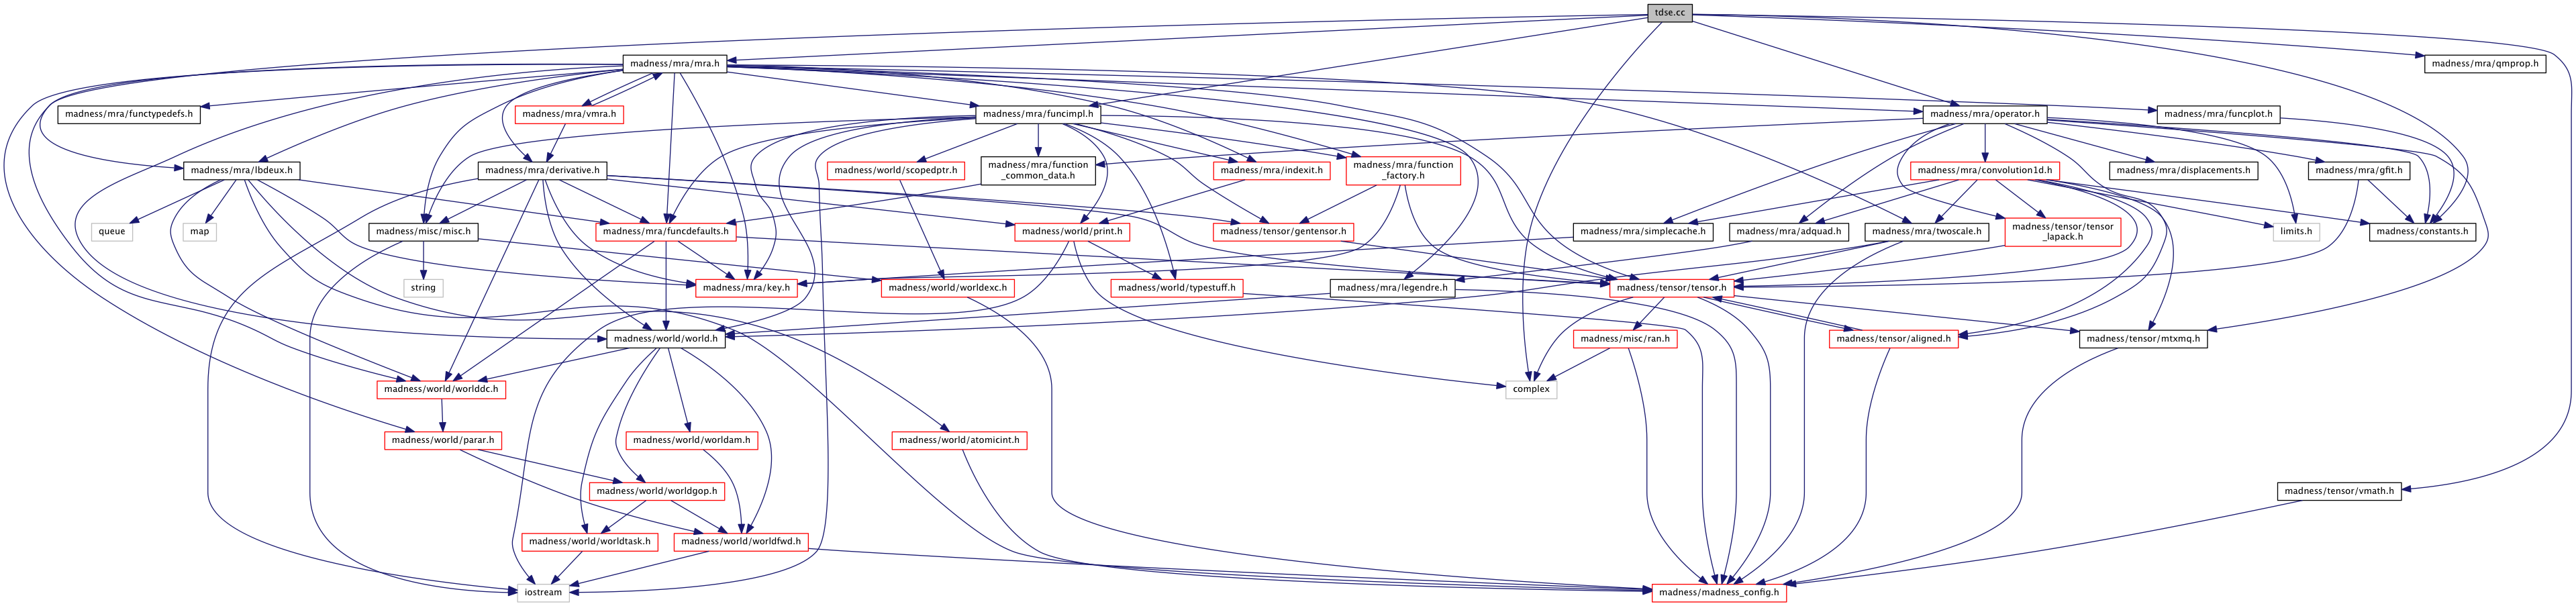 tdse.cc
madness/mra/mra.h
madness/mra/qmprop.h
madness/mra/functypedefs.h
madness/mra/vmra.h
madness/mra/funcimpl.h
madness/mra/operator.h
madness/mra/funcplot.h
madness/mra/lbdeux.h
madness/mra/derivative.h
madness/world/scopedptr.h
madness/mra/function
_common_data.h
madness/mra/indexit.h
madness/mra/function
_factory.h
madness/mra/convolution1d.h
madness/mra/displacements.h
madness/mra/gfit.h
queue
map
madness/misc/misc.h
madness/mra/funcdefaults.h
madness/world/print.h
madness/tensor/gentensor.h
madness/mra/simplecache.h
madness/mra/adquad.h
madness/mra/twoscale.h
madness/tensor/tensor
_lapack.h
limits.h
madness/constants.h
string
madness/mra/key.h
madness/world/worldexc.h
madness/world/typestuff.h
madness/mra/legendre.h
madness/tensor/tensor.h
madness/world/world.h
madness/misc/ran.h
madness/tensor/aligned.h
madness/tensor/mtxmq.h
madness/world/worlddc.h
complex
madness/world/parar.h
madness/world/worldam.h
madness/world/atomicint.h
madness/world/worldgop.h
madness/tensor/vmath.h
madness/world/worldtask.h
madness/world/worldfwd.h
iostream
madness/madness_config.h